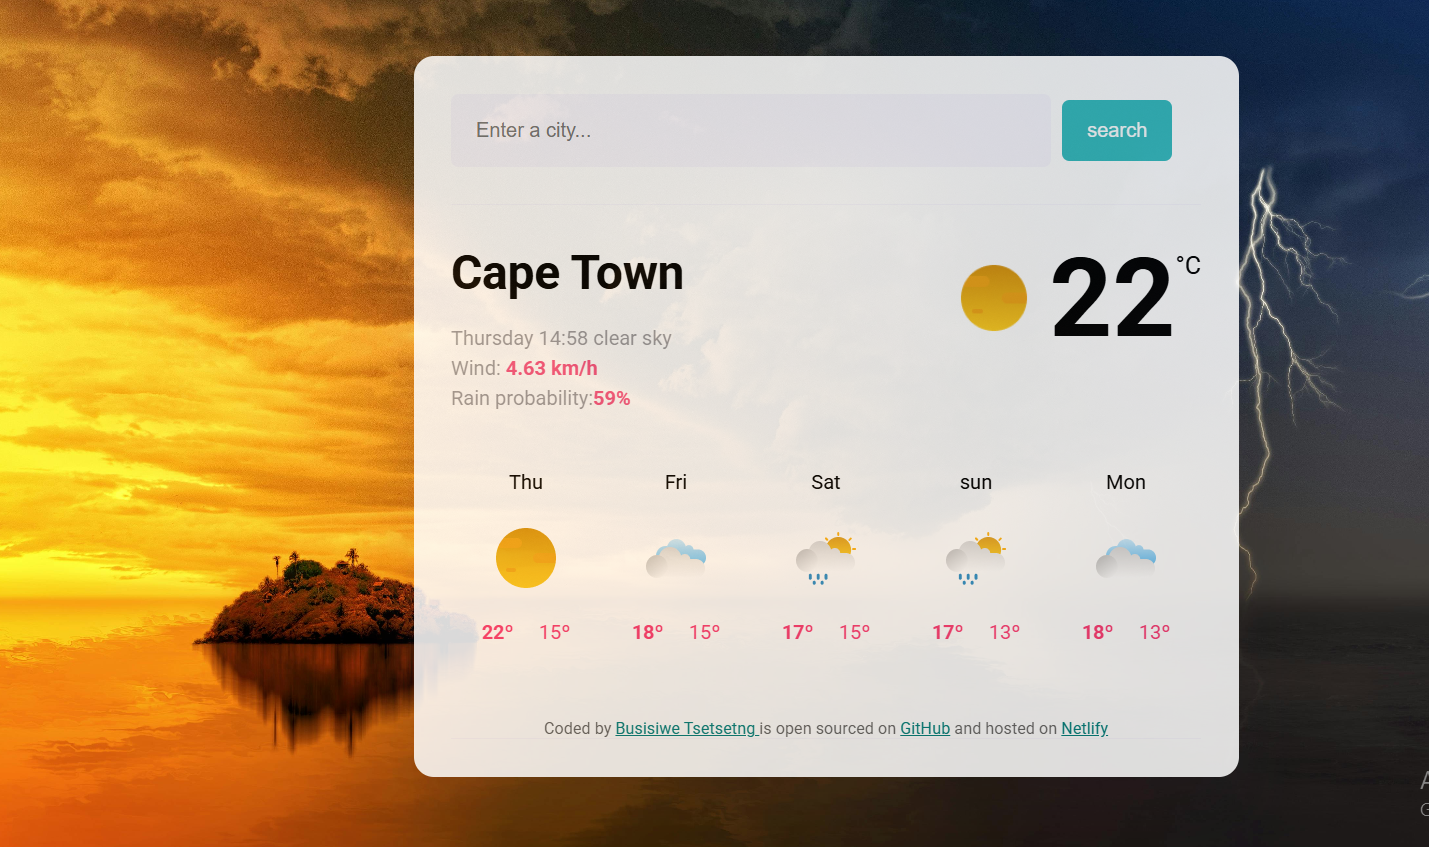 Enter a city...
search
Cape Town
22 °C
Thursday 14:58 clear sky
Wind: 4.63 km/h
Rain probability:59%
Thu Fri Sat sun Mon
22° 15° 18° 15° 17° 15° 17° 13° 18° 13°
Coded by Busisiwe Tsetsetng is open sourced on GitHub and hosted on Netlify